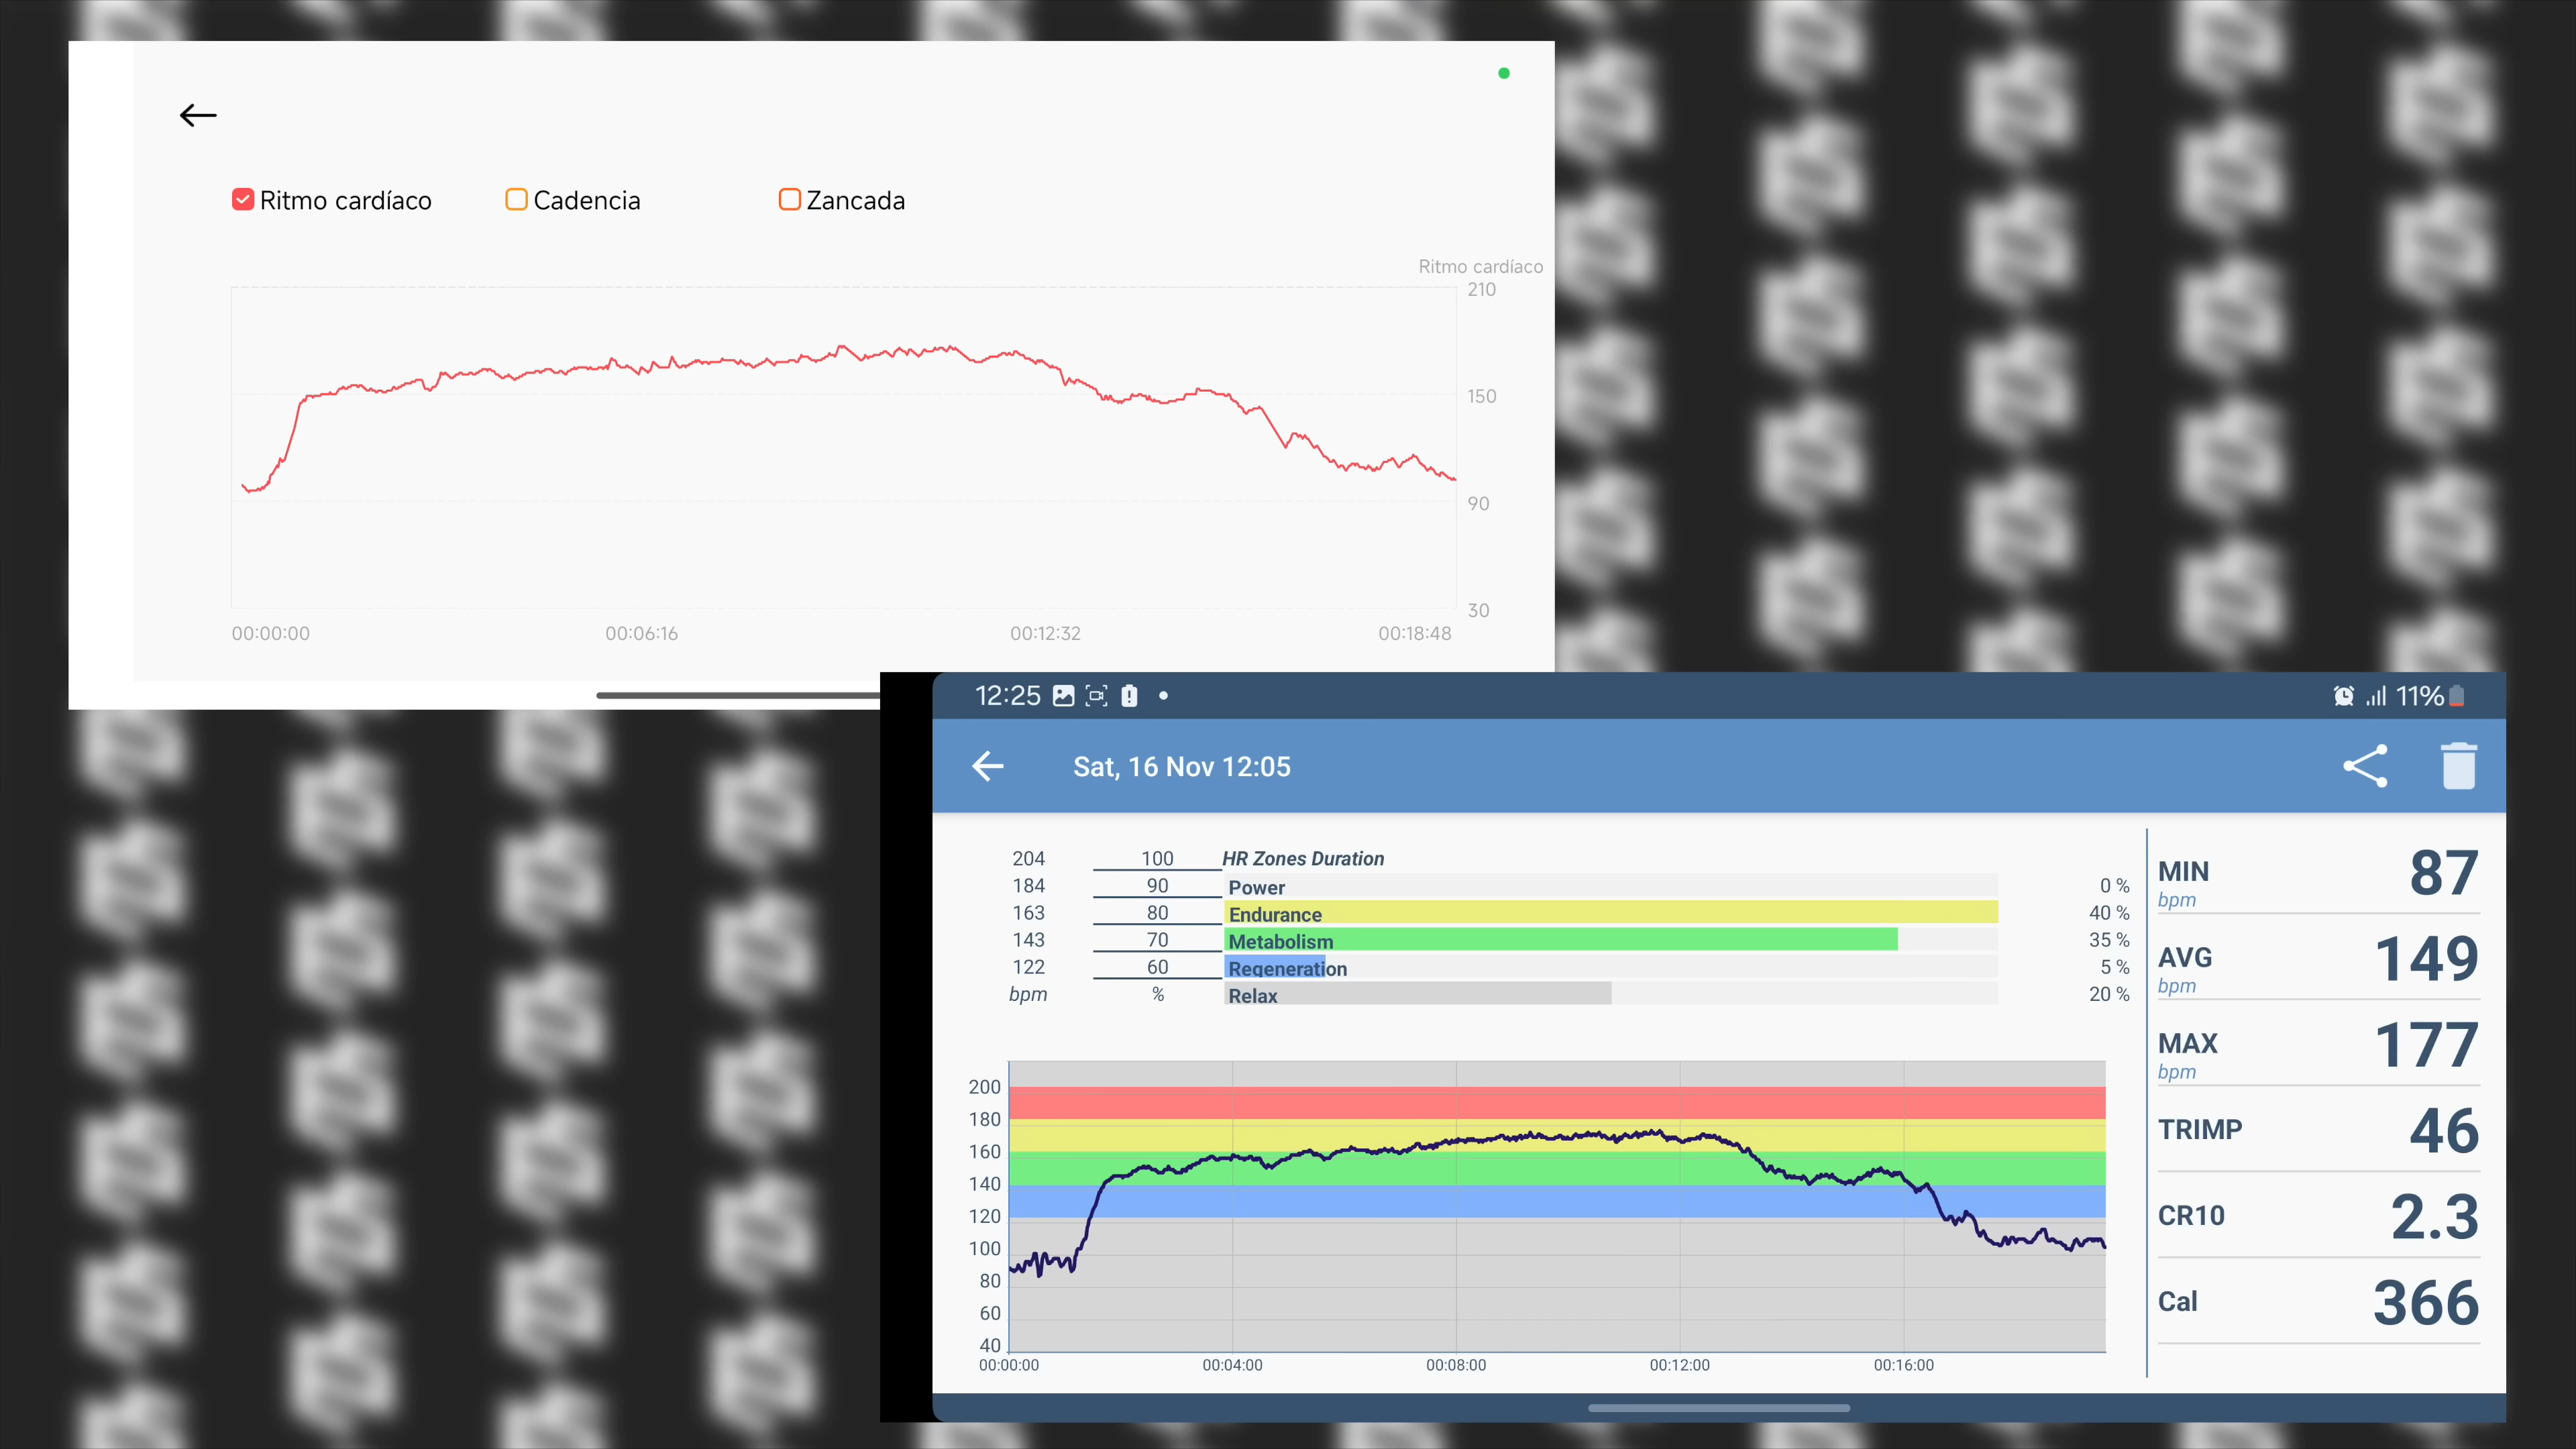 Ritmo cardíaco Cadencia Zancada
Ritmo cardíaco
210
150
90
30
00:00:00 00:06:16 00:12:32 00:18:48
12:25 11%
Sat, 16 Nov 12:05
204 100 HR Zones Duration
184 90 Power 0 %
163 80 Endurance 40 %
143 70 Metabolism 35 %
122 60 Regeneration 5 %
bpm % Relax 20 %
MIN 87
bpm
AVG 149
bpm
MAX 177
bpm
TRIMP 46
CR10 2.3
Cal 366
200
180
160
140
120
100
80
60
40
00:00:00 00:04:00 00:08:00 00:12:00 00:16:00